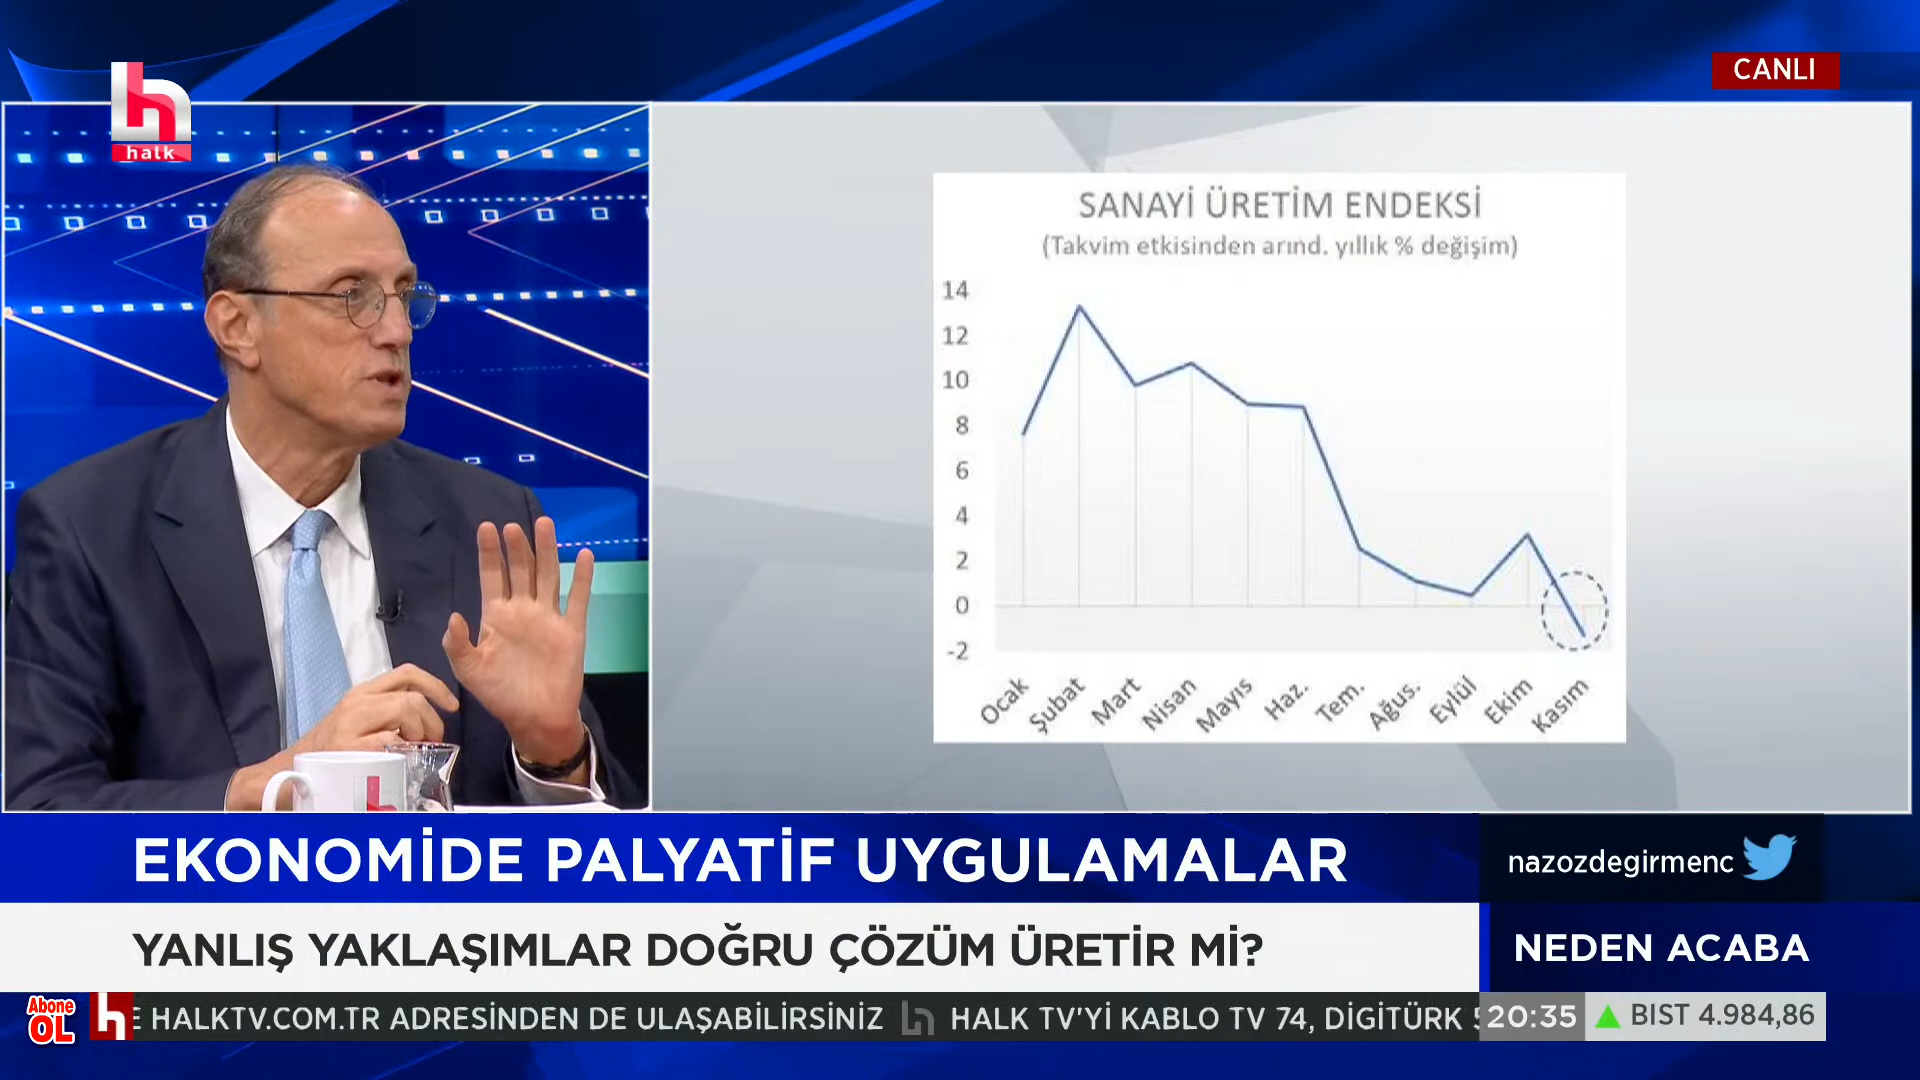 CANLI
h
halk
SANAYİ ÜRETİM ENDEKSİ
(Takvim etkisinden arınd. yıllık % değişim)
14
12
10
8
6
4
2
0
-2
Ocak
Şubat
Mart
Nisan
Mayıs
Haz.
Tem.
Ağus.
Eylül
Ekim
Kasım
EKONOMİDE PALYATİF UYGULAMALAR
nazozdegirmenc
YANLIŞ YAKLAŞIMLAR DOĞRU ÇÖZÜM ÜRETİR Mİ?
NEDEN ACABA
Abone
OL
h E HALKTV.COM.TR ADRESİNDEN DE ULAŞABİLİRSİNİZ h HALK TV'Yİ KABLO TV 74, DİGİTÜRK
20:35
BIST 4.984,86